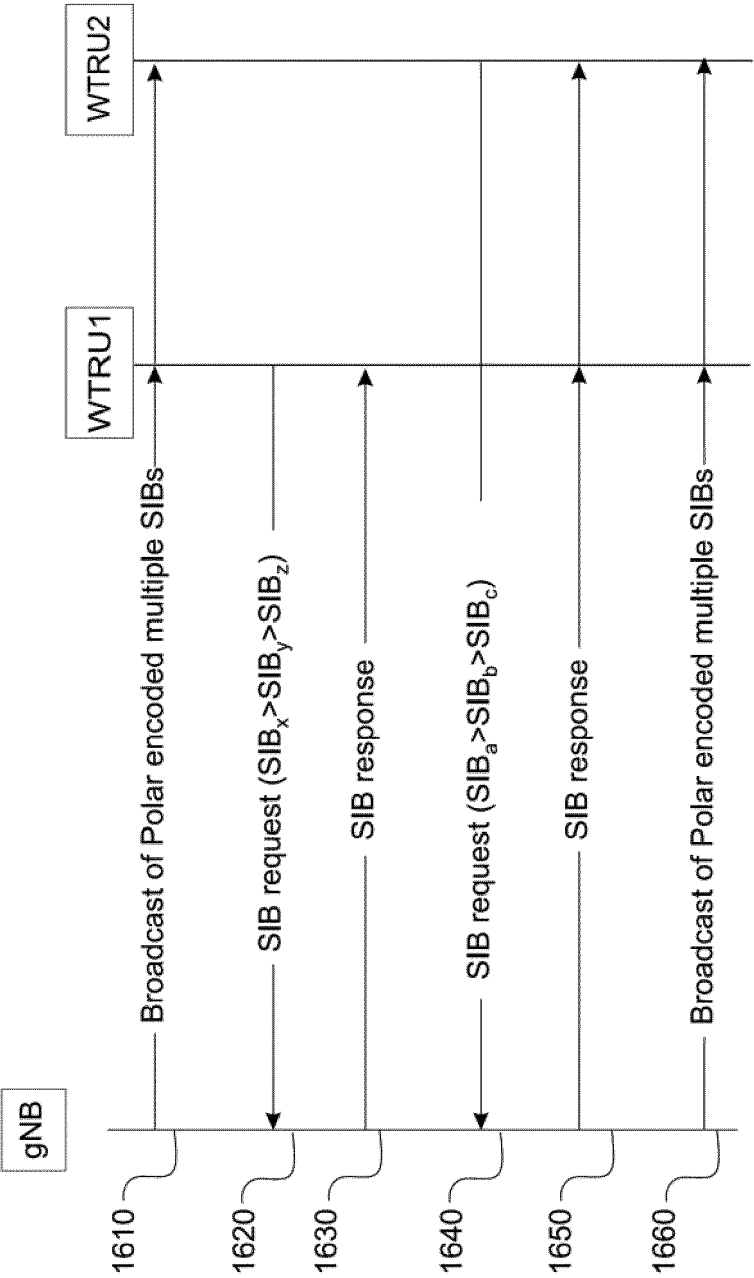 gNB
WTRU1
WTRU2
1610
Broadcast of Polar encoded multiple SIBs
1620
SIB request (SIBx>SIBy>SIBz)
1630
SIB response
1640
SIB request (SIBa>SIBb>SIBc)
1650
SIB response
1660
Broadcast of Polar encoded multiple SIBs